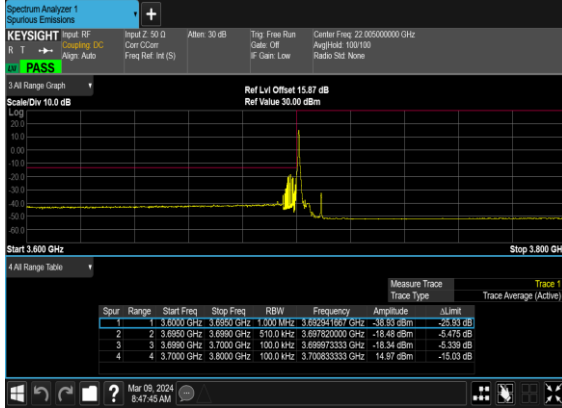 Spectrum Analyzer 1
Spurious Emissions
+
KEYSIGHT Input: RF Input Z: 50 Ω Atten: 30 dB Trig: Free Run Center Freq: 22.005000000 GHz
R T Coupling: DC Corr CCorr Gate: Off Avg|Hold: 100/100
Align: Auto Freq Ref: Int (S) IF Gain: Low Radio Std: None
PASS
3 All Range Graph
Ref Lvl Offset 15.87 dB
Scale/Div 10.0 dB Ref Value 30.00 dBm
Log
20.0
10.0
0.00
-10.0
-20.0
-30.0
-40.0
-50.0
-60.0
Start 3.600 GHz Stop 3.800 GH
4 All Range Table
Measure Trace Trace 1
Trace Type Trace Average (Active)
Spur Range Start Freq Stop Freq RBW Frequency Amplitude ΔLimit
1 1 3.6000 GHz 3.6950 GHz 1.000 MHz 3.692941667 GHz -38.93 dBm -25.93 dB
2 2 3.6950 GHz 3.6990 GHz 510.0 kHz 3.697820000 GHz -18.48 dBm -5.475 dB
3 3 3.6990 GHz 3.7000 GHz 100.0 kHz 3.699973333 GHz -18.34 dBm -5.339 dB
4 4 3.7000 GHz 3.8000 GHz 100.0 kHz 3.700833333 GHz 14.97 dBm -15.03 dB
?
Mar 09, 2024
8:47:45 AM